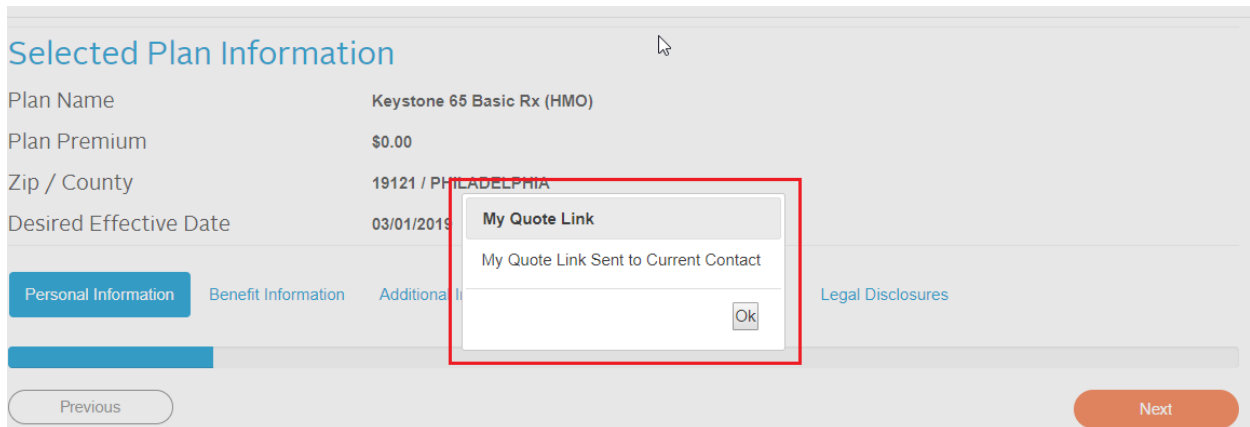 Selected Plan Information
Plan Name Keystone 65 Basic Rx (HMO)
Plan Premium $0.00
Zip / County 19121 / PHILADELPHIA
Desired Effective Date 03/01/2019
My Quote Link
My Quote Link Sent to Current Contact
Ok
Personal Information Benefit Information Additional Legal Disclosures
Previous Next